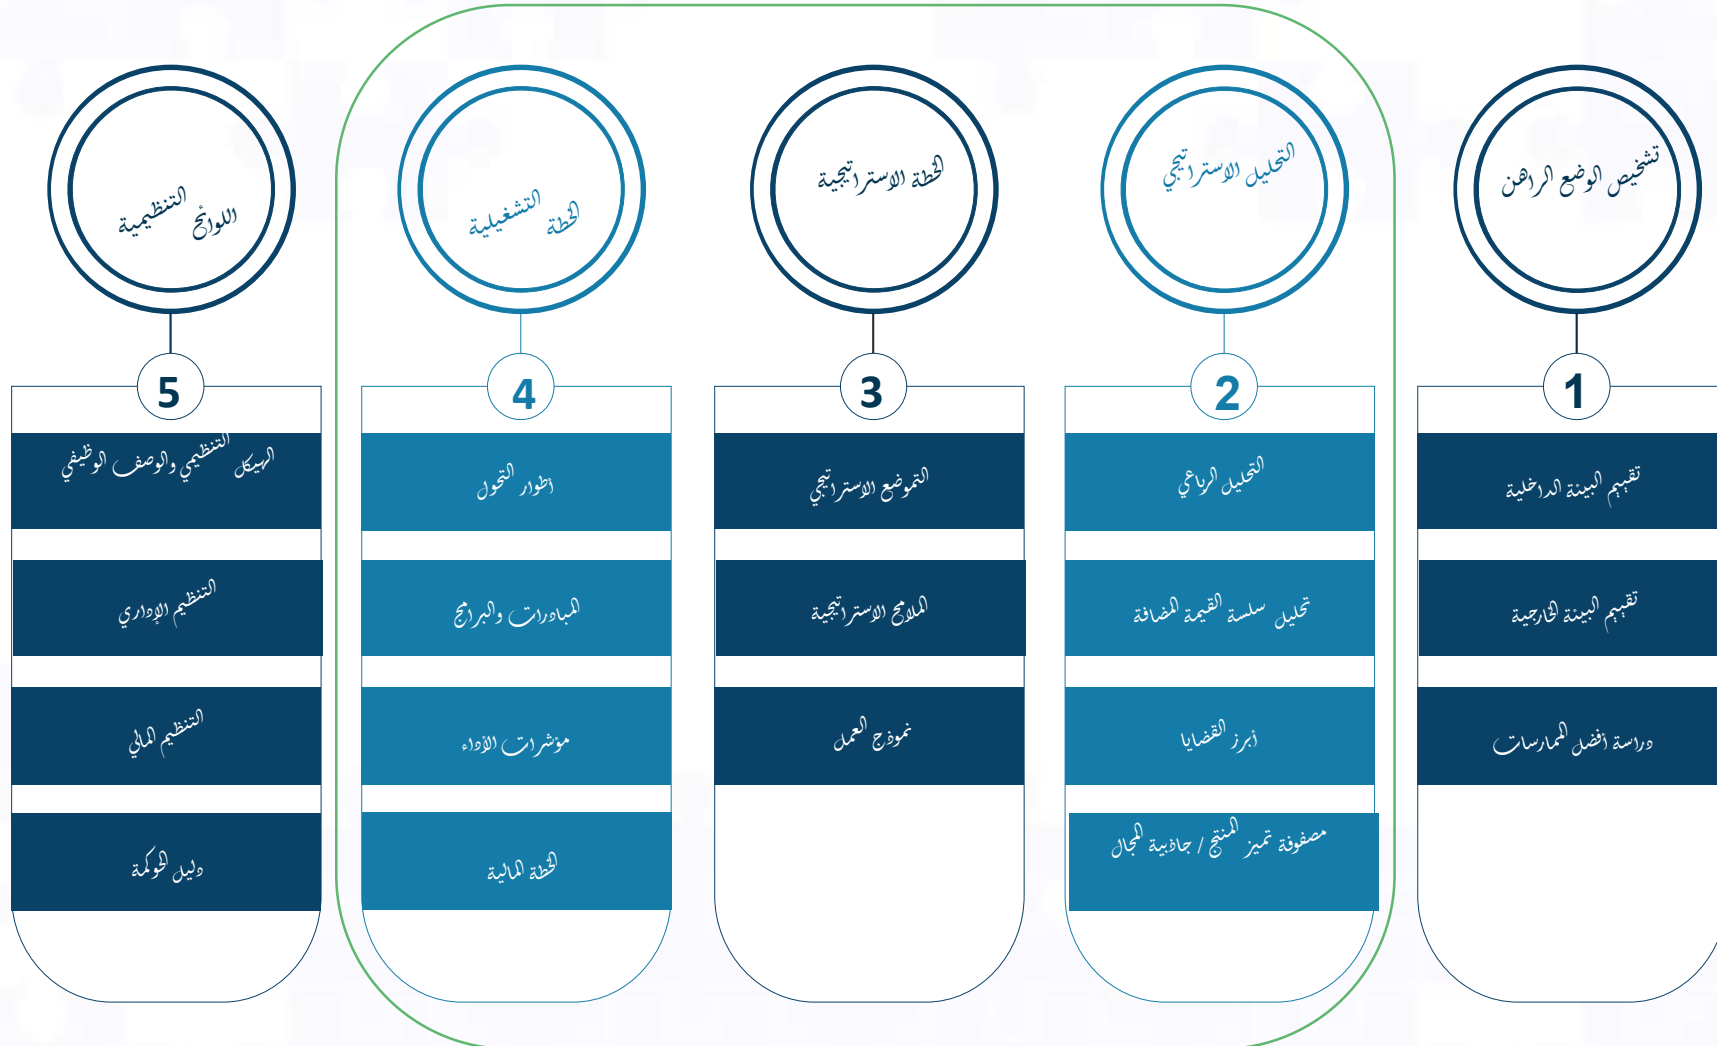 تشخيص الوضع الراهن
1
تقييم البيئة الداخلية
تقييم البيئة الخارجية
دراسة أفضل الممارسات
التحليل الاستراتيجي
2
التحليل الرباعي
تحليل سلسة القيمة المضافة
أبرز القضايا
مصفوفة تميز المنتج / جاذبية المجال
الخطة الاستراتيجية
3
التموضع الاستراتيجي
الملامح الاستراتيجية
نموذج العمل
الخطة التشغيلية
4
أطوار التحول
المبادرات والبرامج
مؤشرات الأداء
الخطة المالية
اللوائح التنظيمية
5
الهيكل التنظيمي والوصف الوظيفي
التنظيم الإداري
التنظيم المالي
دليل الحوكمة